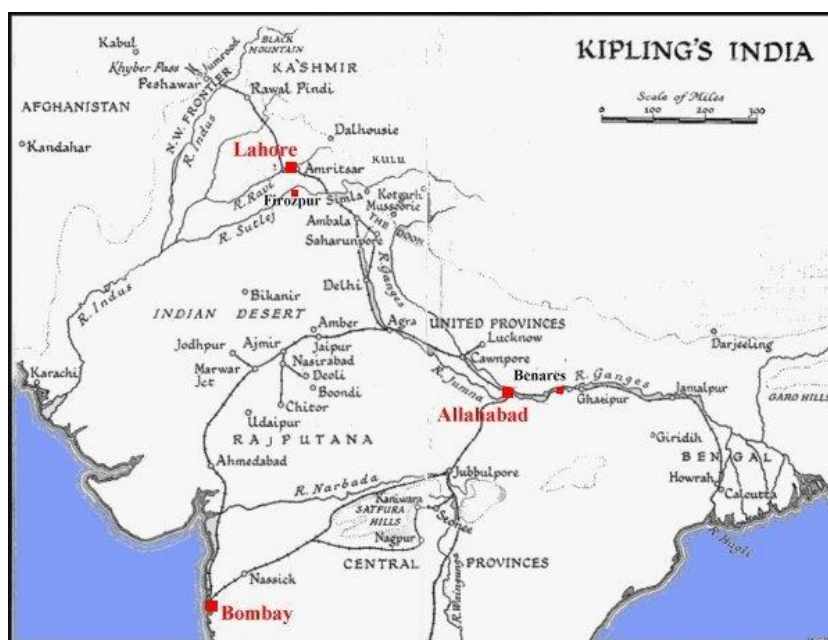 KIPLING'S INDIA
Scale of Miles
0 100 200 300
Kabul
BLACK
MOUNTAIN
Khyber Pass
Jumrood
Peshawar
KASHMIR
Rawal Pindi
AFGHANISTAN
N.W. FRONTIER
R. Indus
Kandahar
Dalhousie
Lahore
Amritsar
KULU
R. Ravi
Firozpur
Simla
Kotgarh
Mussoorie
R. Sutlej
Ambala
THE DOON
Saharunpore
R. Ganges
Delhi
R. Indus
Bikanir
INDIAN DESERT
Amber
Agra
UNITED PROVINCES
Lucknow
Darjeeling
Jodhpur
Ajmir
Jaipur
Cawnpore
Karachi
Marwar
Jct
Nasirabad
Deoli
Boondi
R. Jumna
Benares
R. Ganges
Ghazipur
Jamalpur
GARO HILLS
Chitor
Allahabad
Udaipur
RAJPUTANA
Giridih
BENGAL
Ahmedabad
Jubbulpore
Howrah
Calcutta
R. Narbada
Kaniwara
SATPURA
HILLS
Seonee
R. Hugli
Nagpur
Nassick
CENTRAL PROVINCES
R. Waingunga
Bombay